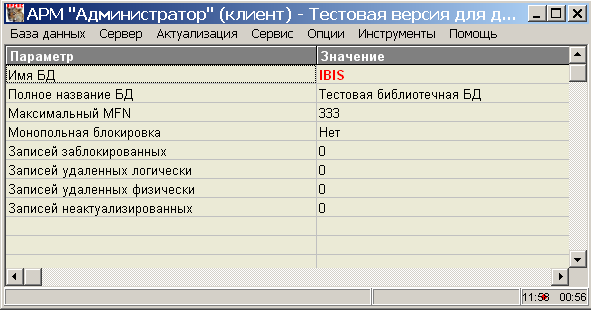 АРМ "Администратор" (клиент) - Тестовая версия для д...
База данных Сервер Актуализация Сервис Опции Инструменты Помощь
Параметр Значение
Имя БД IBIS
Полное название БД Тестовая библиотечная БД
Максимальный MFN 333
Монопольная блокировка Нет
Записей заблокированных 0
Записей удаленных логически 0
Записей удаленных физически 0
Записей неактуализированных 0
11:58 00:56